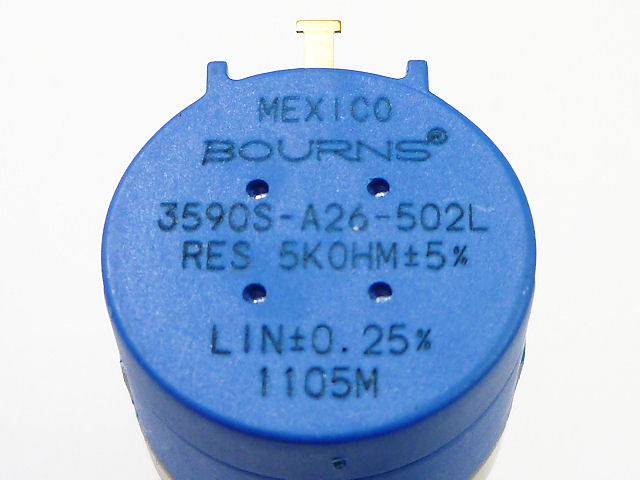 MEXICO
BOURNS®
3590S-A26-502L
RES 5KOHM±5%
LIN±0.25%
1105M